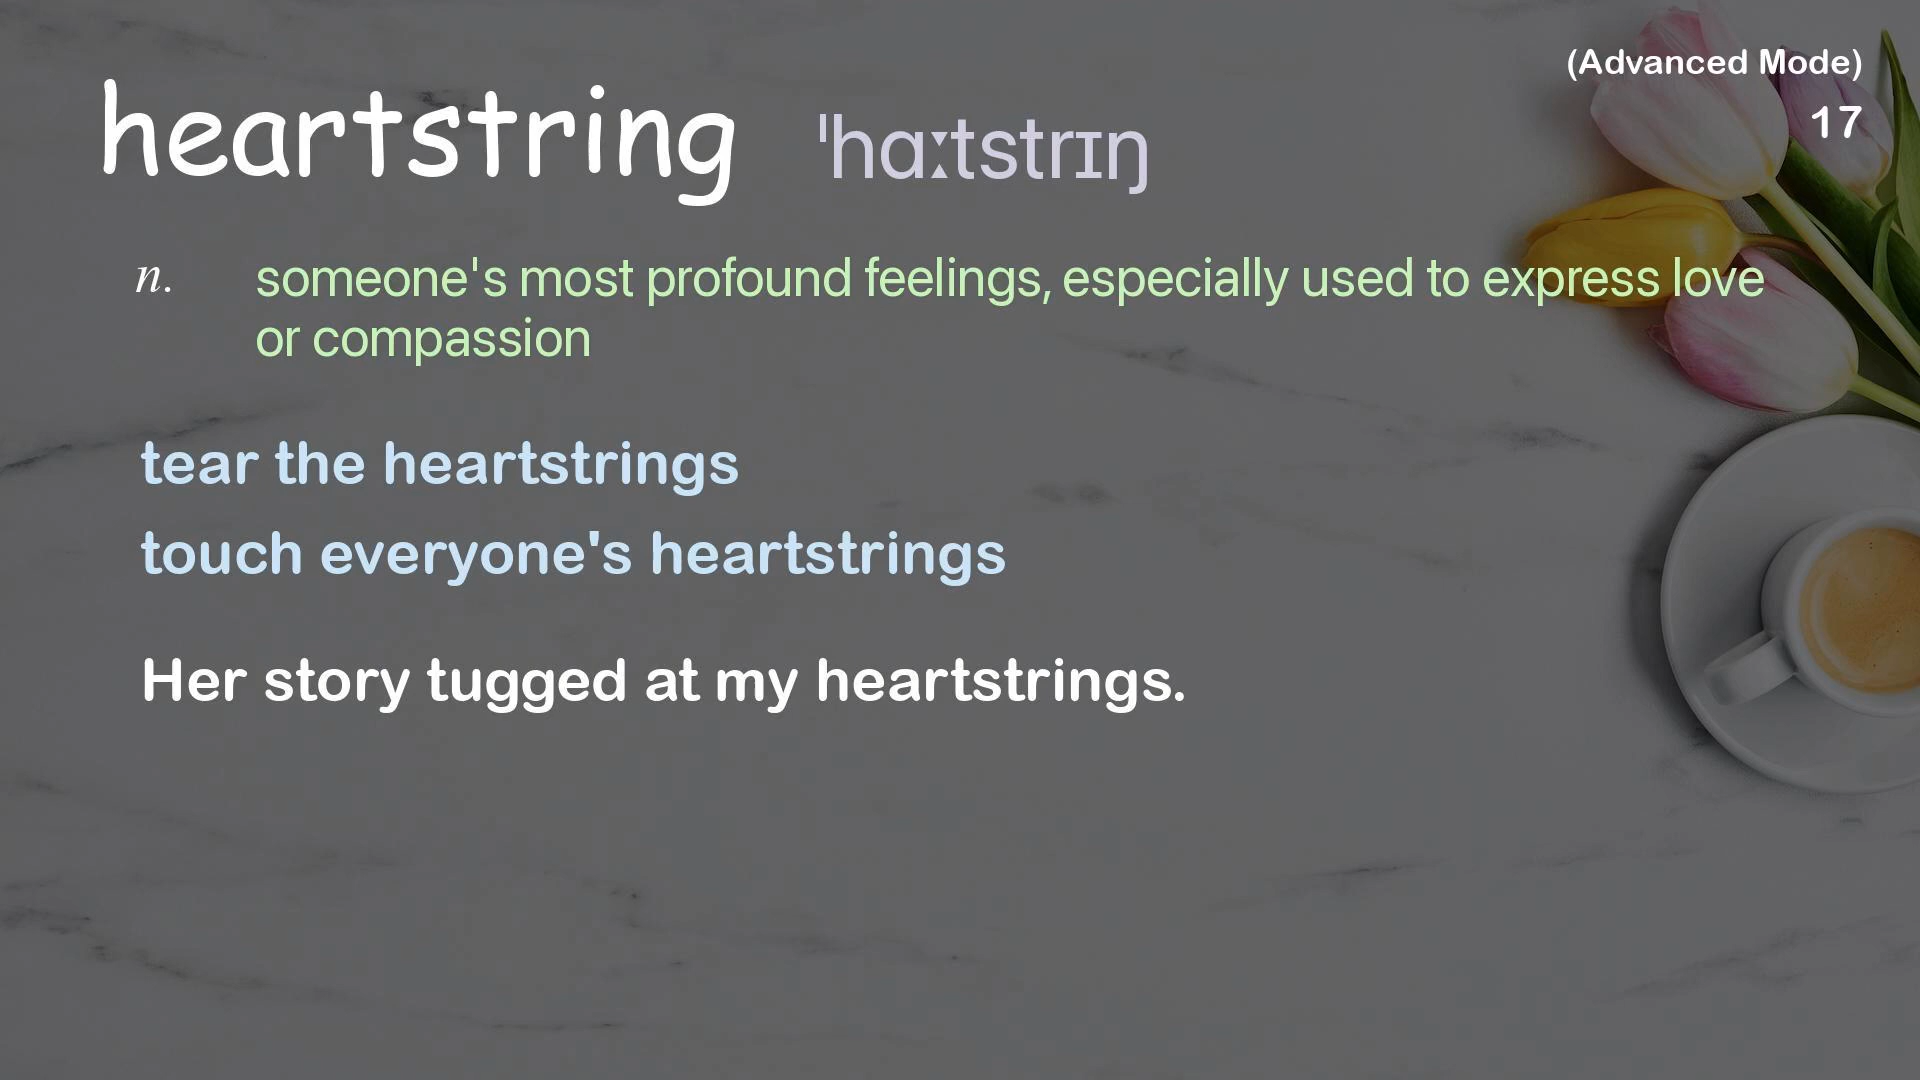 (Advanced Mode)
heartstring ˈhɑːtstrɪŋ
17
n. someone's most profound feelings, especially used to express love
or compassion
tear the heartstrings
touch everyone's heartstrings
Her story tugged at my heartstrings.